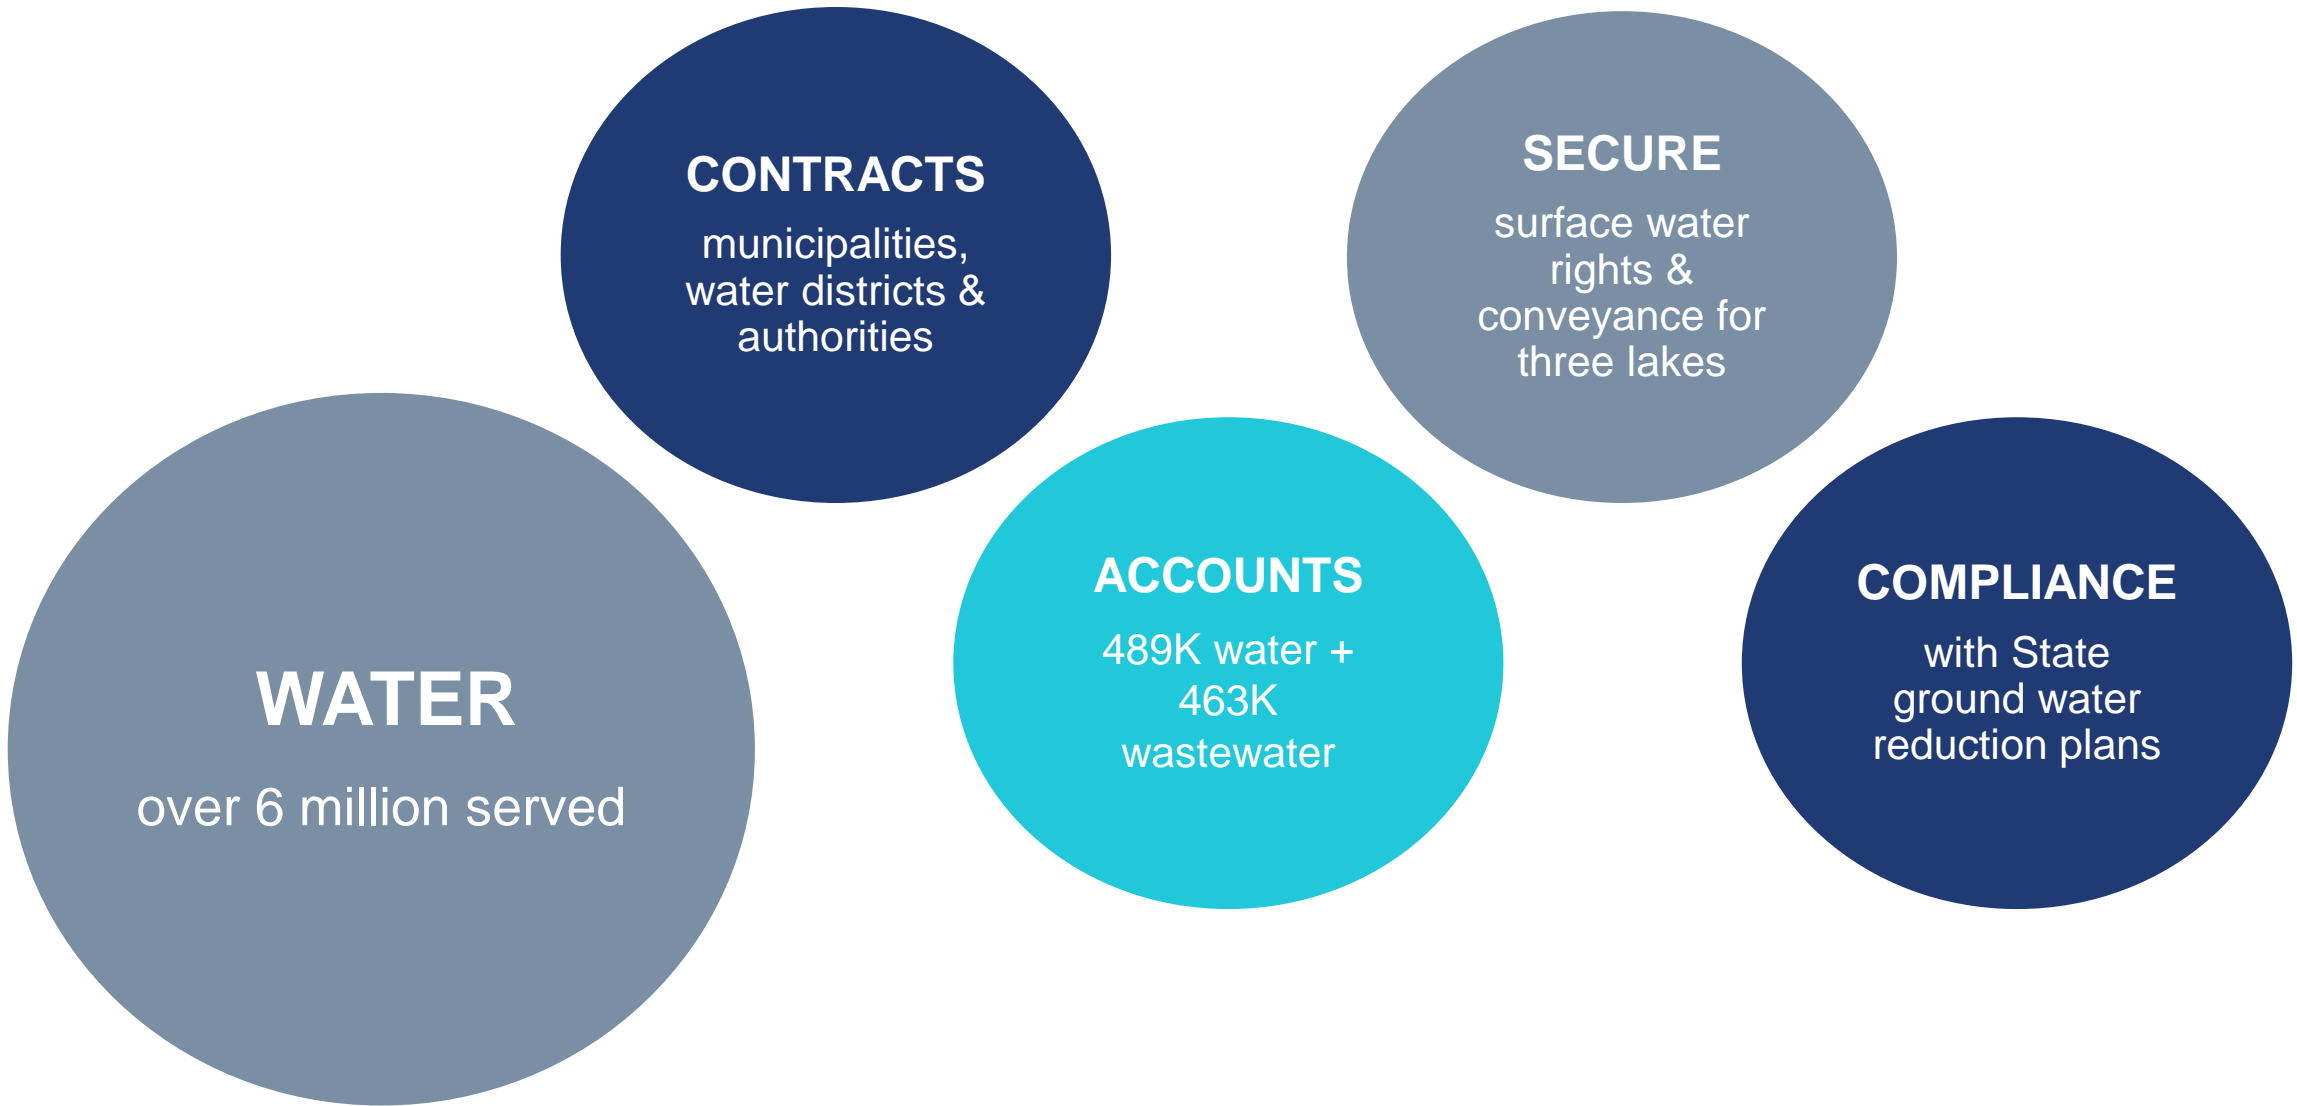 WATER
over 6 million served
CONTRACTS
municipalities,
water districts &
authorities
ACCOUNTS
489K water +
463K
wastewater
SECURE
surface water
rights &
conveyance for
three lakes
COMPLIANCE
with State
ground water
reduction plans